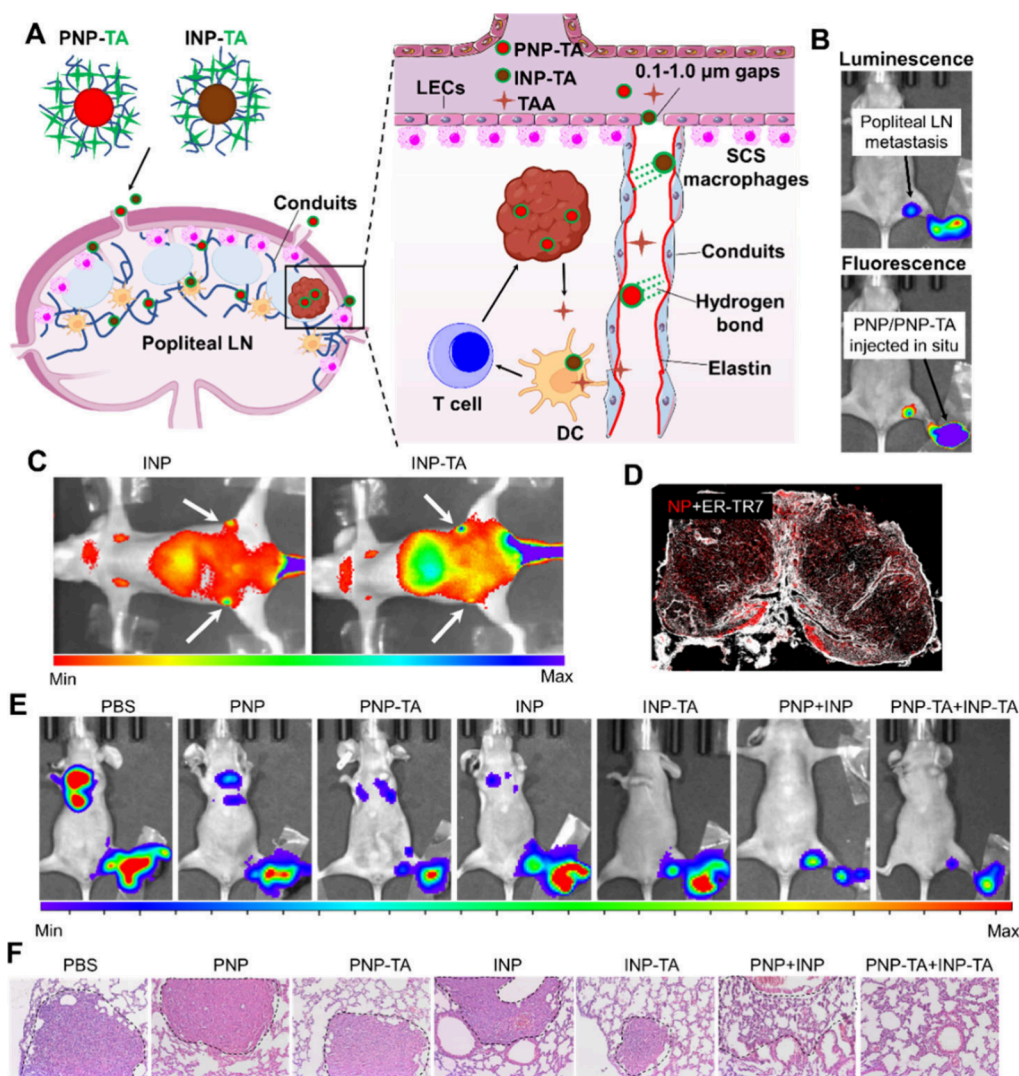 A
PNP-TA
INP-TA
Conduits
Popliteal LN
PNP-TA
INP-TA
TAA
LECs
0.1-1.0 μm gaps
SCS
macrophages
Conduits
Hydrogen
bond
Elastin
T cell
DC
B
Luminescence
Popliteal LN
metastasis
Fluorescence
PNP/PNP-TA
injected in situ
C
INP
INP-TA
Min
Max
D
NP+ER-TR7
E
PBS
PNP
PNP-TA
INP
INP-TA
PNP+INP
PNP-TA+INP-TA
Min
Max
F
PBS
PNP
PNP-TA
INP
INP-TA
PNP+INP
PNP-TA+INP-TA